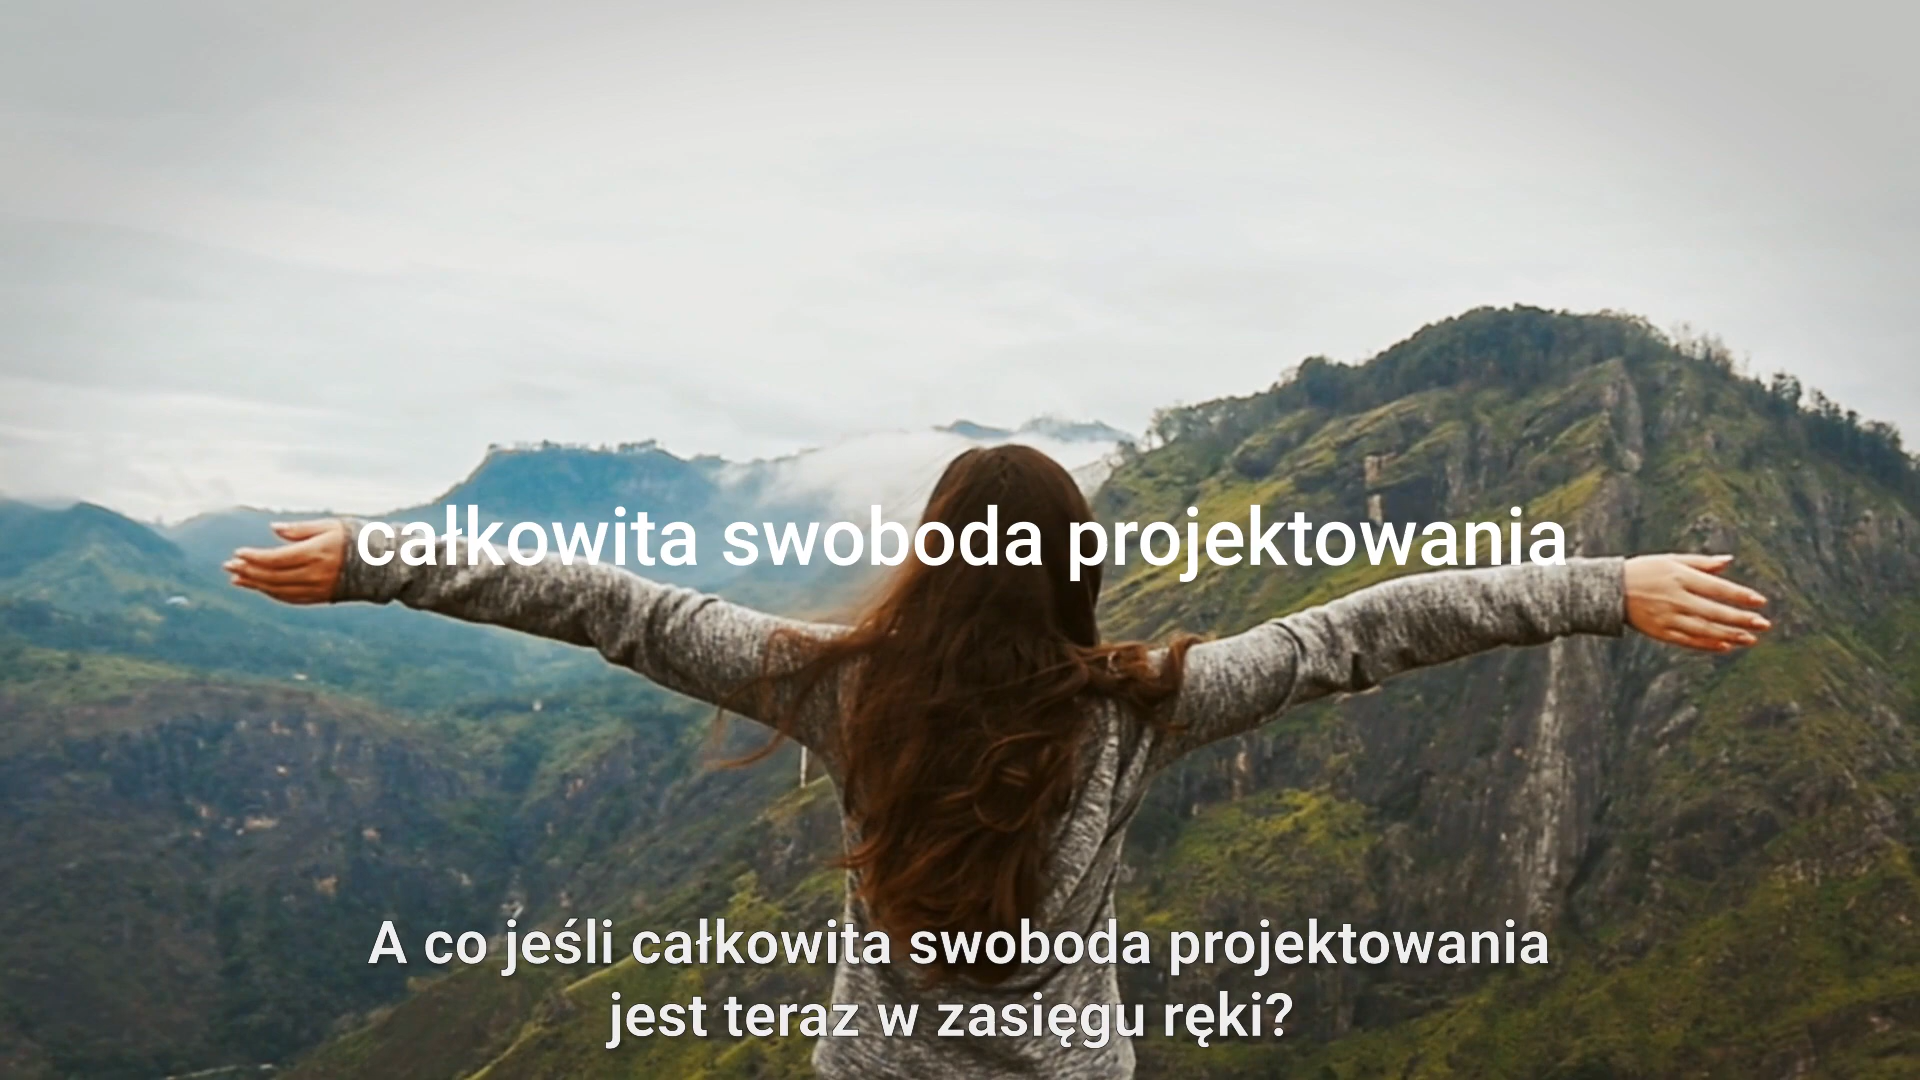 całkowita swoboda projektowania
A co jeśli całkowita swoboda projektowania
jest teraz w zasięgu ręki?